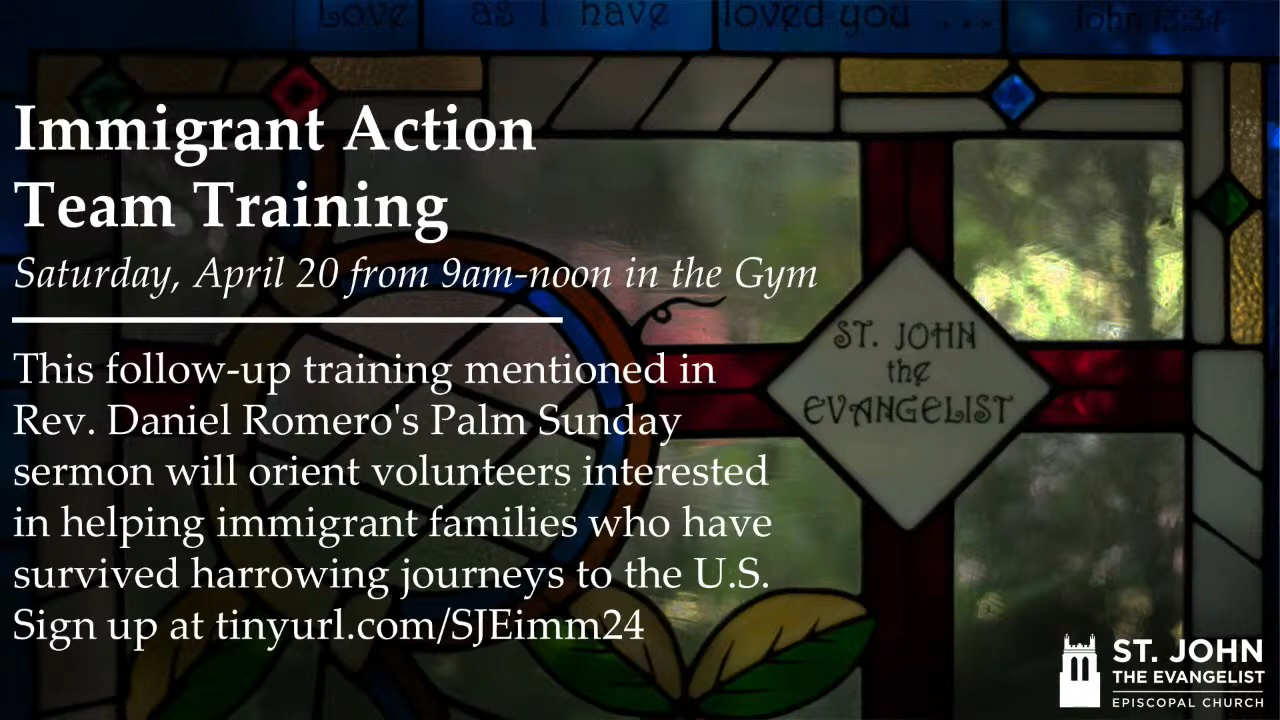 Love as I have loved you ... John 13:34
Immigrant Action
Team Training
Saturday, April 20 from 9am-noon in the Gym
This follow-up training mentioned in
Rev. Daniel Romero's Palm Sunday
sermon will orient volunteers interested
in helping immigrant families who have
survived harrowing journeys to the U.S.
Sign up at tinyurl.com/SJEimm24
ST. JOHN
the
EVANGELIST
ST. JOHN
THE EVANGELIST
EPISCOPAL CHURCH